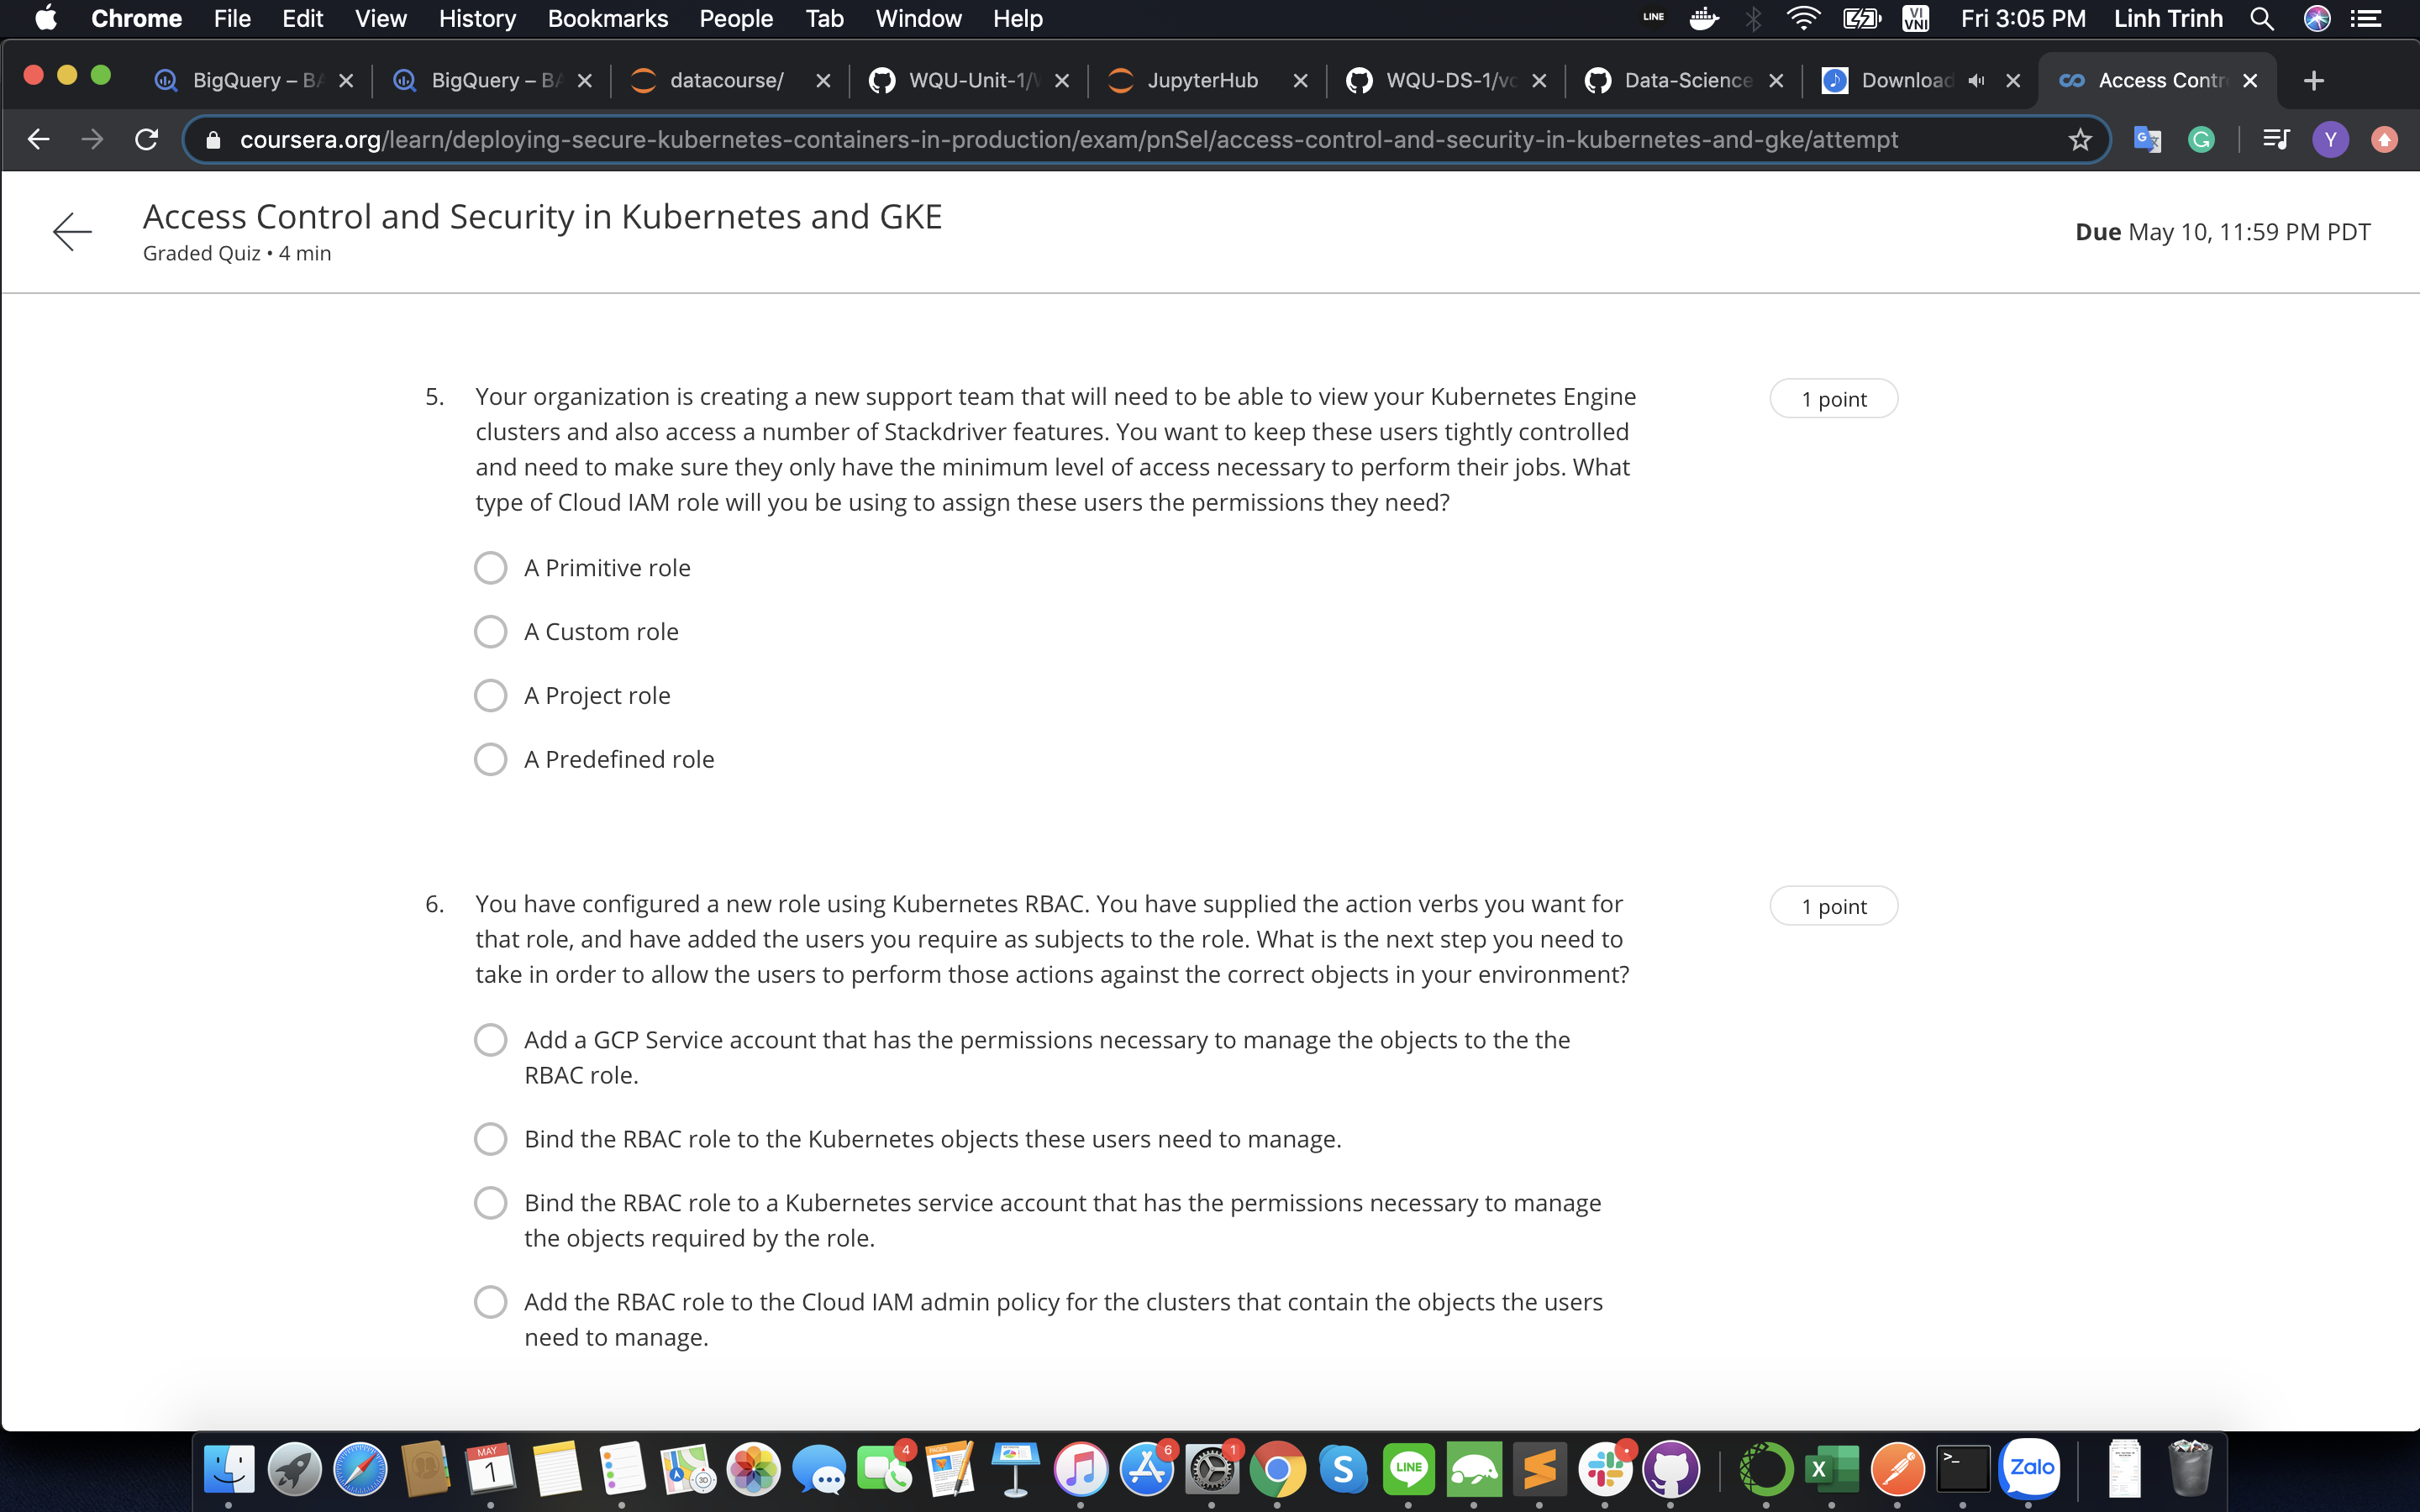 Chrome File Edit View History Bookmarks People Tab Window Help LINE VI VNI Fri 3:05 PM Linh Trinh
BigQuery – BA BigQuery – BA datacourse/ WQU-Unit-1/ JupyterHub WQU-DS-1/vo Data-Science Download Access Contr
coursera.org/learn/deploying-secure-kubernetes-containers-in-production/exam/pnSel/access-control-and-security-in-kubernetes-and-gke/attempt G G Y
Access Control and Security in Kubernetes and GKE
Graded Quiz • 4 min
Due May 10, 11:59 PM PDT
5. Your organization is creating a new support team that will need to be able to view your Kubernetes Engine
1 point
clusters and also access a number of Stackdriver features. You want to keep these users tightly controlled
and need to make sure they only have the minimum level of access necessary to perform their jobs. What
type of Cloud IAM role will you be using to assign these users the permissions they need?
A Primitive role
A Custom role
A Project role
A Predefined role
6. You have configured a new role using Kubernetes RBAC. You have supplied the action verbs you want for
1 point
that role, and have added the users you require as subjects to the role. What is the next step you need to
take in order to allow the users to perform those actions against the correct objects in your environment?
Add a GCP Service account that has the permissions necessary to manage the objects to the the
RBAC role.
Bind the RBAC role to the Kubernetes objects these users need to manage.
Bind the RBAC role to a Kubernetes service account that has the permissions necessary to manage
the objects required by the role.
Add the RBAC role to the Cloud IAM admin policy for the clusters that contain the objects the users
need to manage.
MAY 1 3D 4 PAGES 6 1 S LINE X >_ Zalo